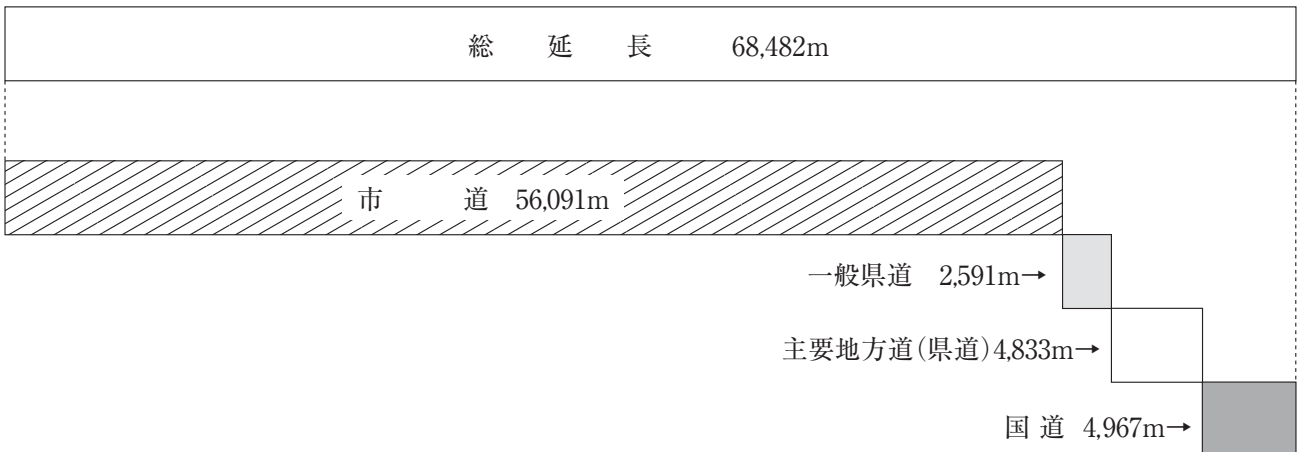 総　延　長　68,482m
市　道　56,091m
一般県道　2,591m→
主要地方道(県道)4,833m→
国道 4,967m→